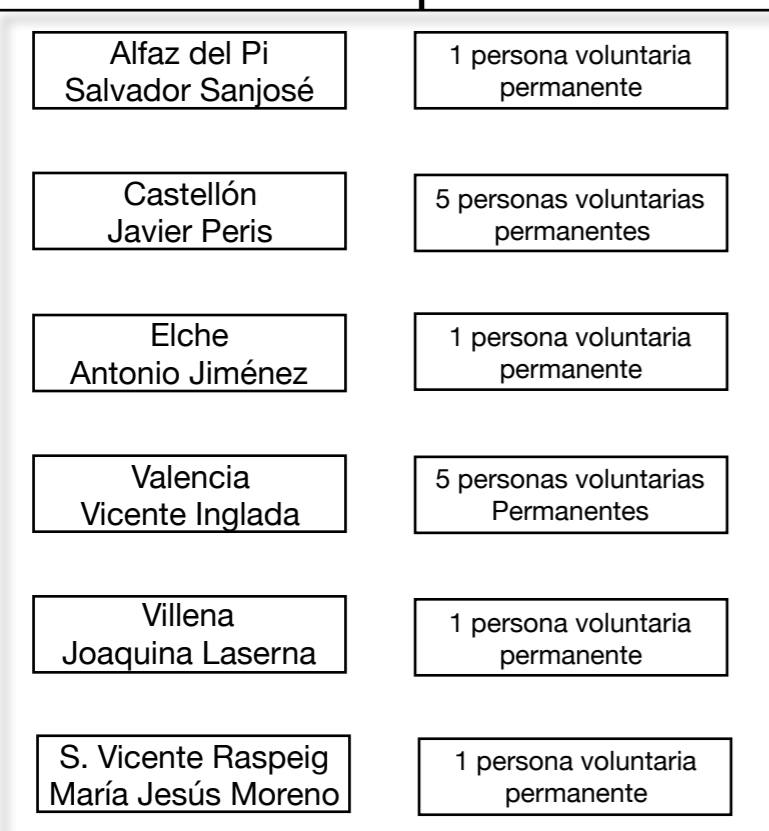 Alfaz del Pi
Salvador Sanjosé
1 persona voluntaria
permanente
Castellón
Javier Peris
5 personas voluntarias
permanentes
Elche
Antonio Jiménez
1 persona voluntaria
permanente
Valencia
Vicente Inglada
5 personas voluntarias
Permanentes
Villena
Joaquina Laserna
1 persona voluntaria
permanente
S. Vicente Raspeig
María Jesús Moreno
1 persona voluntaria
permanente